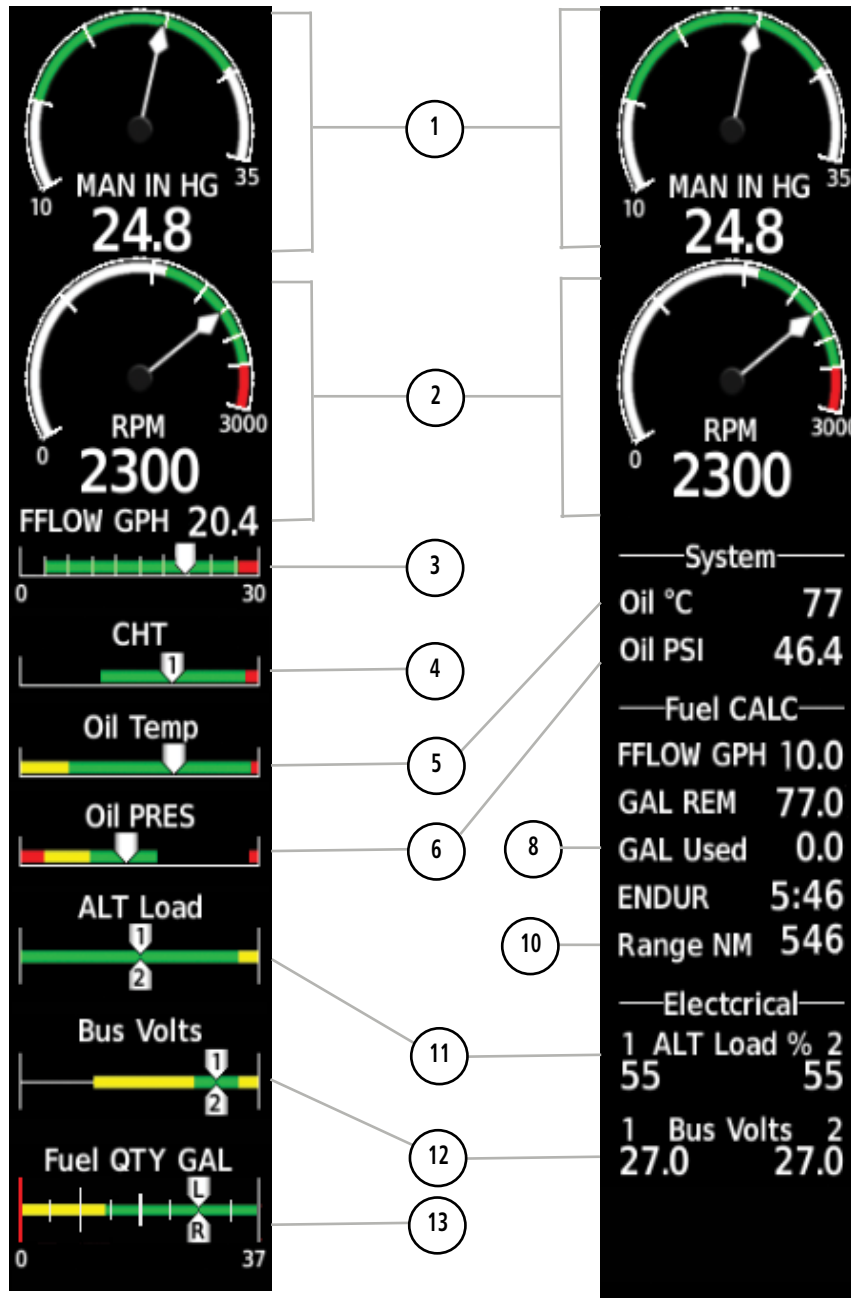 10
35
MAN IN HG
24.8
0
3000
RPM
2300
FFLOW GPH 20.4
0
30
CHT
1
Oil Temp
Oil PRES
ALT Load
1
2
Bus Volts
1
2
Fuel QTY GAL
L
R
0
37
1
2
3
4
5
6
8
10
11
12
13
10
35
MAN IN HG
24.8
0
3000
RPM
2300
System
Oil °C 77
Oil PSI 46.4
Fuel CALC
FFLOW GPH 10.0
GAL REM 77.0
GAL Used 0.0
ENDUR 5:46
Range NM 546
Electcrical
1 ALT Load % 2
55 55
1 Bus Volts 2
27.0 27.0